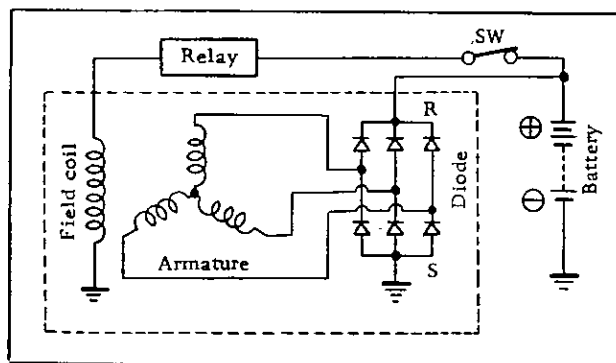 Relay
SW
R
Field coil
Diode
Battery
Armature
S